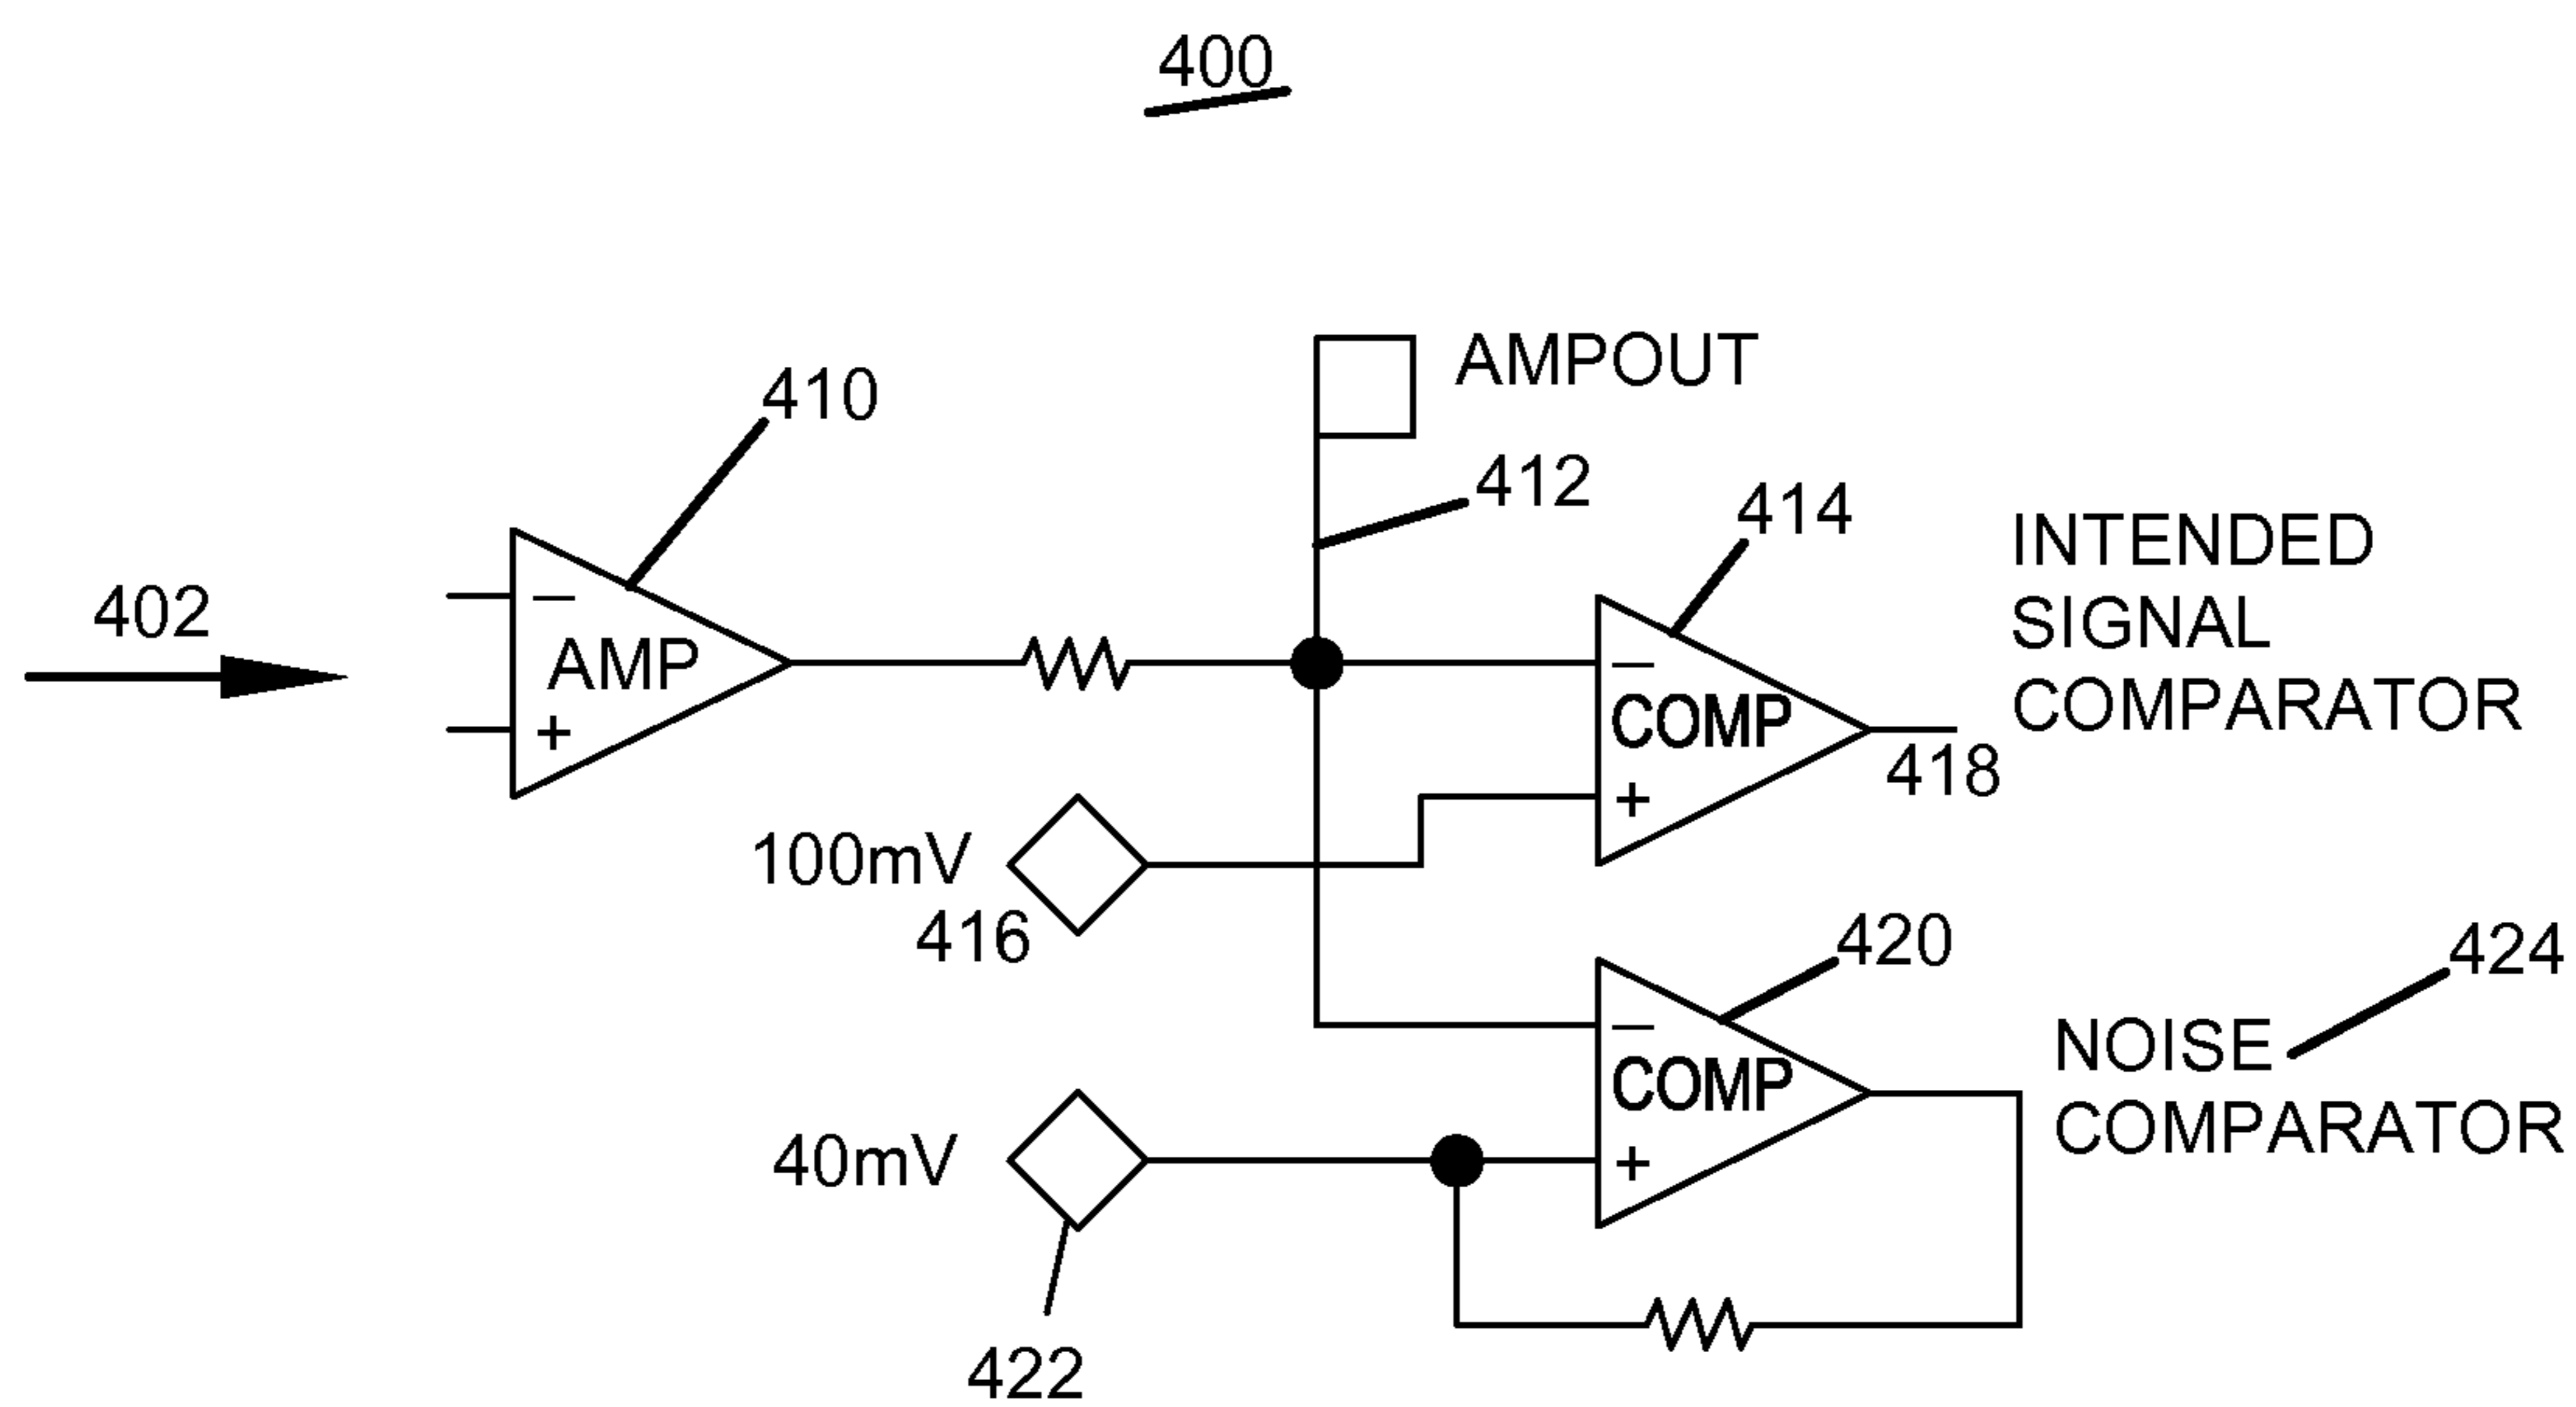 400
AMPOUT
410
412
414
INTENDED
SIGNAL
COMPARATOR
402
−
AMP
+
−
COMP
+
418
100mV
416
420
424
NOISE
COMPARATOR
−
COMP
+
40mV
422